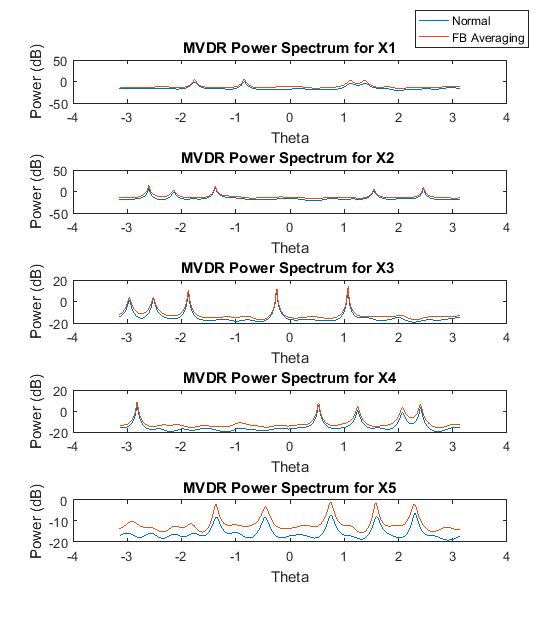 Normal
FB Averaging
MVDR Power Spectrum for X1
Power (dB)
50
0
-50
-4 -3 -2 -1 0 1 2 3 4
Theta
MVDR Power Spectrum for X2
Power (dB)
50
0
-50
-4 -3 -2 -1 0 1 2 3 4
Theta
MVDR Power Spectrum for X3
Power (dB)
20
0
-20
-4 -3 -2 -1 0 1 2 3 4
Theta
MVDR Power Spectrum for X4
Power (dB)
20
0
-20
-4 -3 -2 -1 0 1 2 3 4
Theta
MVDR Power Spectrum for X5
Power (dB)
0
-10
-20
-4 -3 -2 -1 0 1 2 3 4
Theta